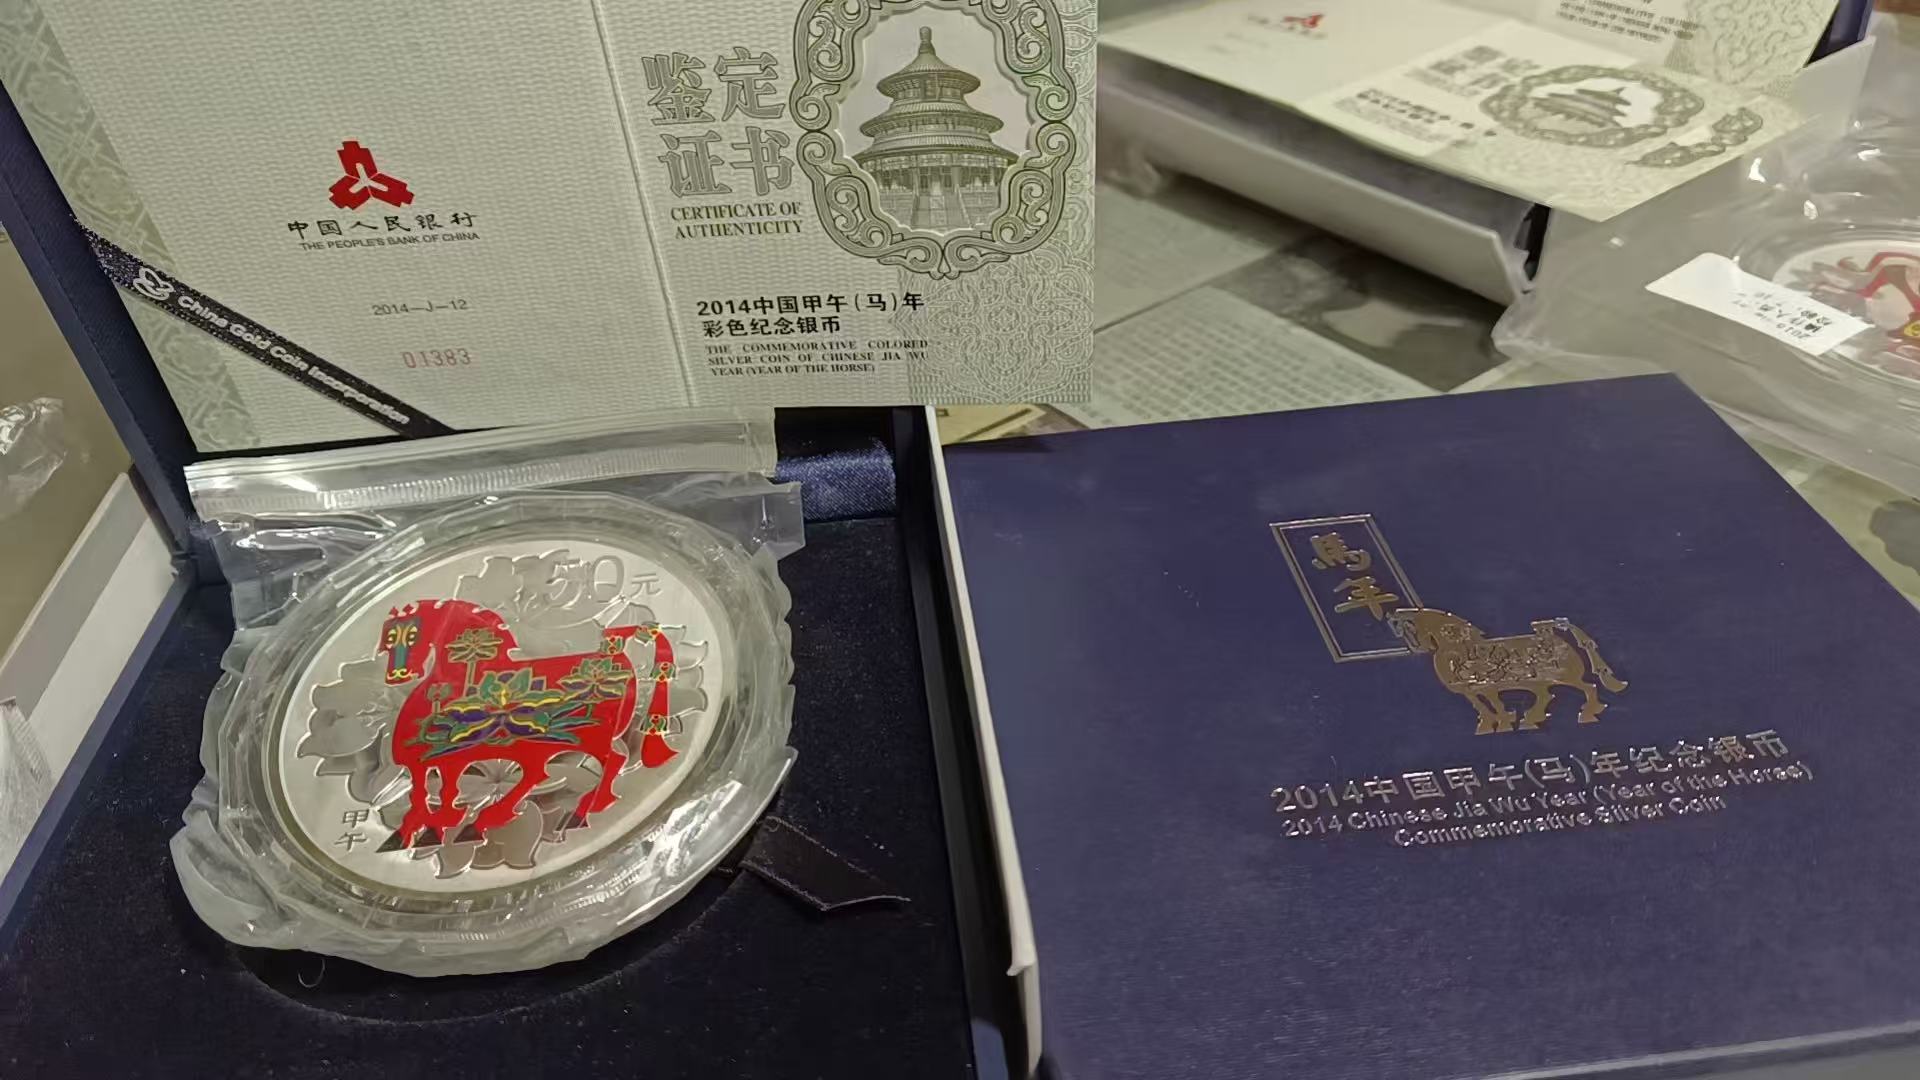 中国人民银行
THE PEOPLE'S BANK OF CHINA
2014—J—12
01383
China Gold Coin Incorporation
鉴定
证书
CERTIFICATE OF
AUTHENTICITY
2014中国甲午(马)年
彩色纪念银币
THE COMMEMORATIVE COLORED
SILVER COIN OF CHINESE JIA WU
YEAR (YEAR OF THE HORSE)
50元
甲
午
馬
年
2014中国甲午(马)年纪念银币
2014 Chinese Jia Wu Year (Year of the Horse)
Commemorative Silver Coin
鉴定
证书